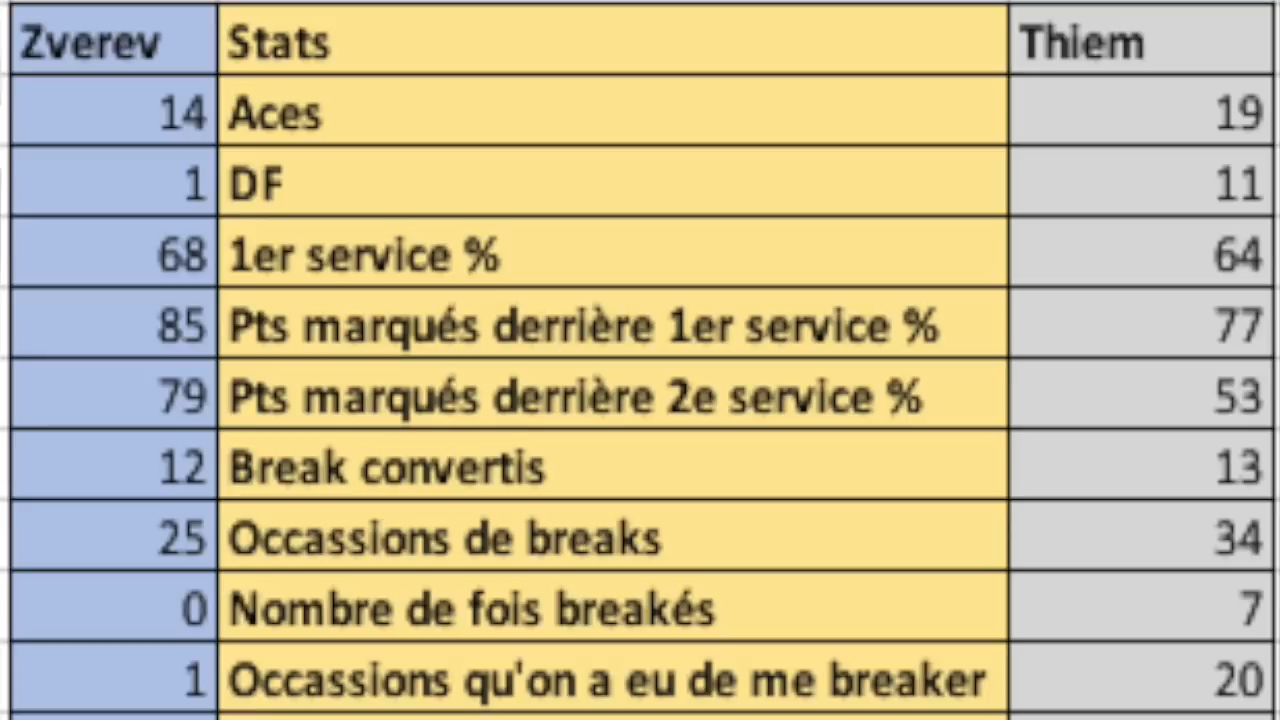 Zverev Stats Thiem
14 Aces 19
1 DF 11
68 1er service % 64
85 Pts marqués derrière 1er service % 77
79 Pts marqués derrière 2e service % 53
12 Break convertis 13
25 Occassions de breaks 34
0 Nombre de fois breakés 7
1 Occassions qu'on a eu de me breaker 20